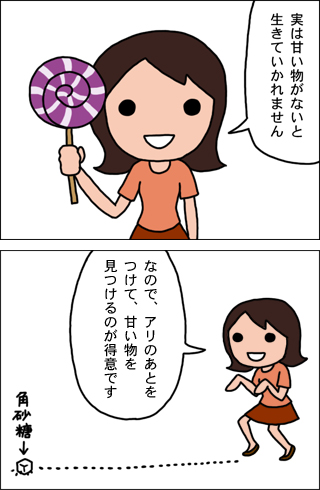 実は甘い物がないと
生きていかれません
なので、アリのあとを
つけて、甘い物を
見つけるのが得意です
角砂糖→